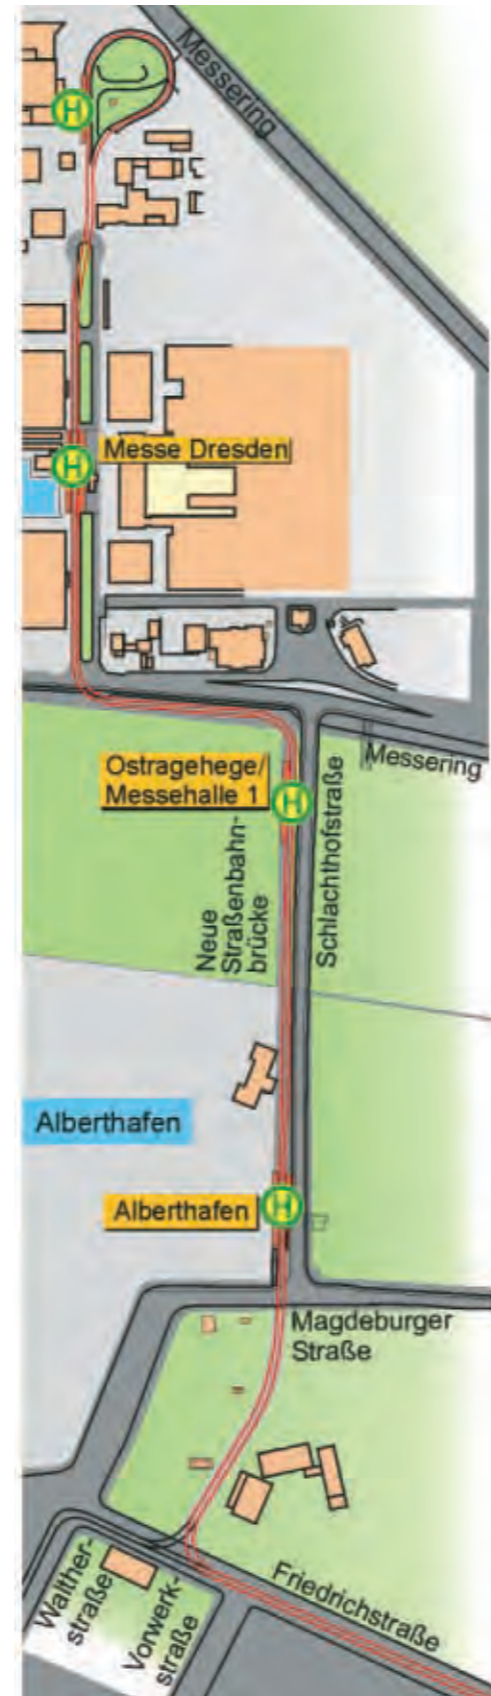 Messering
H
H
Messe Dresden
Messering
Ostragehege/
Messehalle 1
H
Neue
Straßenbahn-
brücke
Schlachthofstraße
Alberthafen
Alberthafen
H
Magdeburger
Straße
Walther-
straße
Vorwerk-
straße
Friedrichstraße